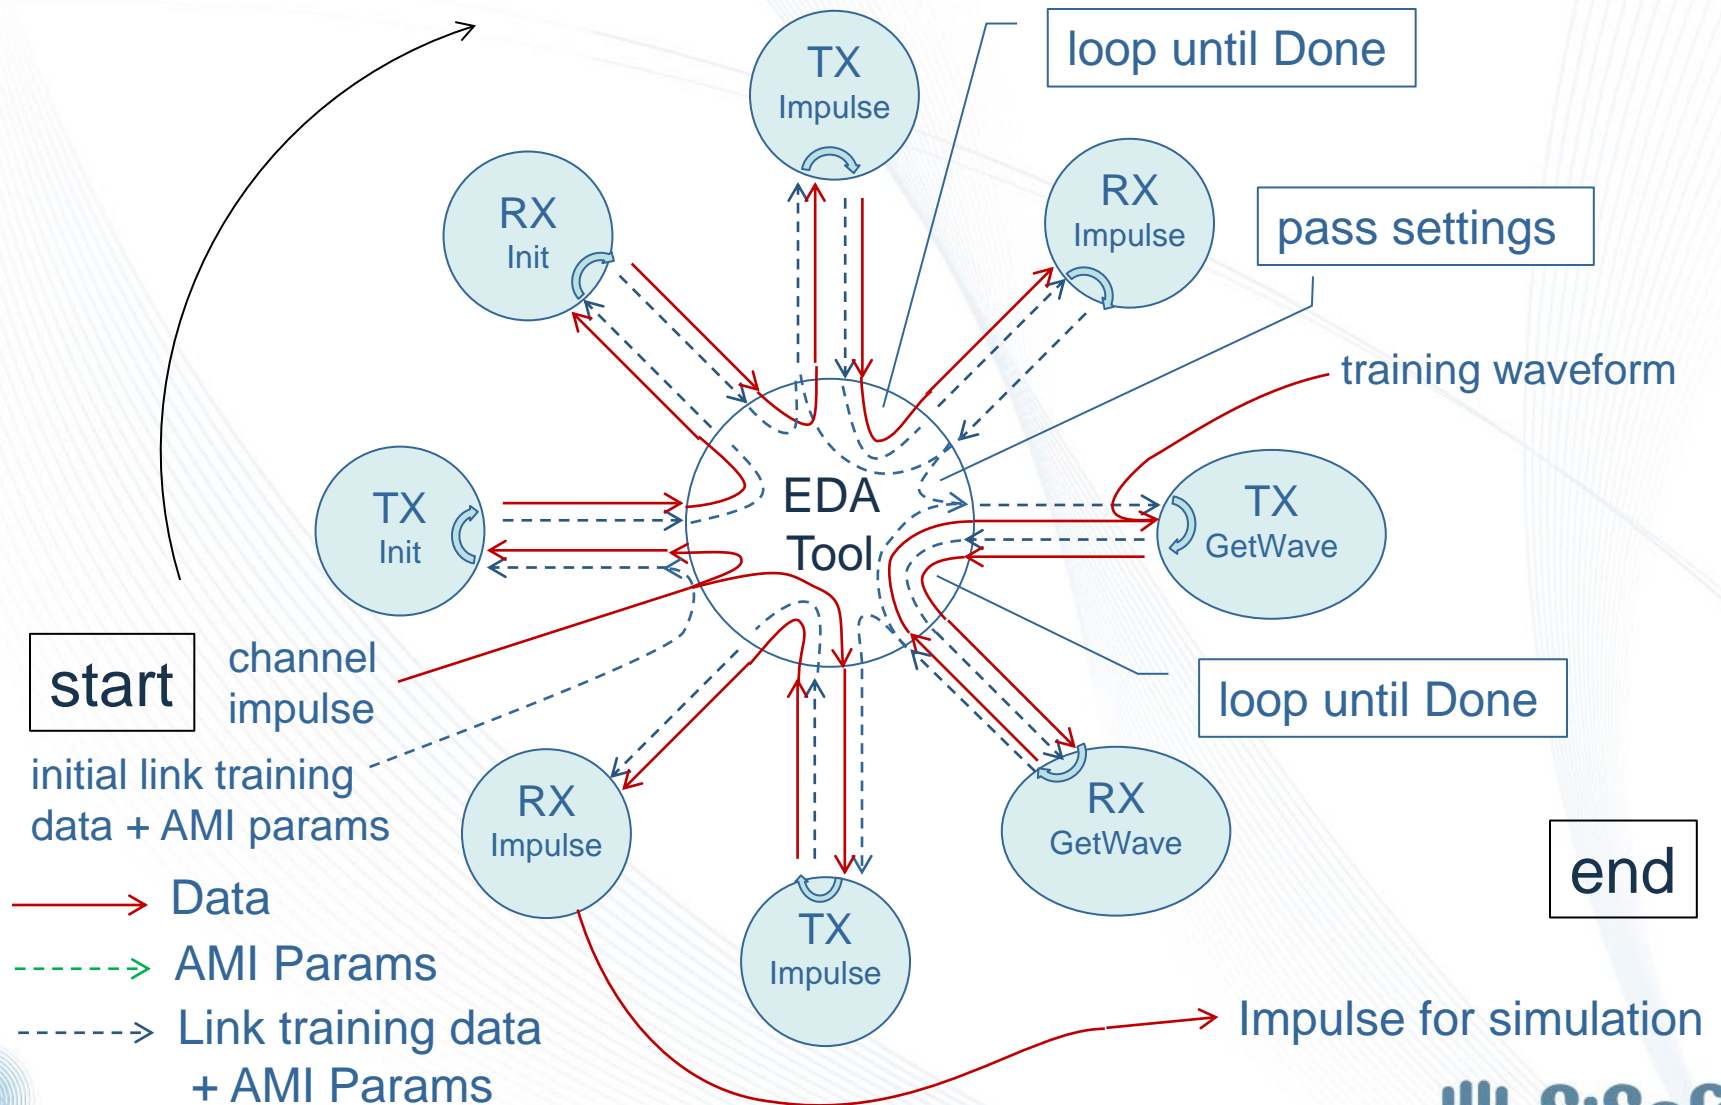 TX
Impulse
loop until Done
RX
Init
RX
Impulse
pass settings
training waveform
TX
Init
EDA
Tool
TX
GetWave
start
channel
impulse
initial link training
data + AMI params
loop until Done
RX
Impulse
RX
GetWave
TX
Impulse
end
Data
AMI Params
Link training data
+ AMI Params
Impulse for simulation